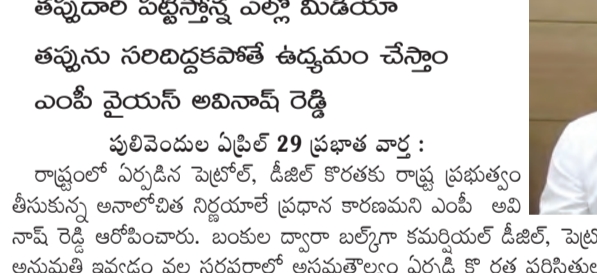 తప్పుదారి పట్టిస్తోన్న ఎల్లో మీడియా
తప్పును సరిదిద్దకపోతే ఉద్యమం చేస్తాం
ఎంపీ వైయస్ అవినాష్ రెడ్డి
పులివెందుల ఏప్రిల్ 29 ప్రభాత వార్త :
రాష్ట్రంలో ఏర్పడిన పెట్రోల్, డీజిల్ కొరతకు రాష్ట్ర ప్రభుత్వం
తీసుకున్న అనాలోచిత నిర్ణయాలే ప్రధాన కారణమని ఎంపీ అవి
నాష్ రెడ్డి ఆరోపించారు. బంకుల ద్వారా బల్క్‌గా కమర్షియల్ డీజిల్, పెట్రో
అనుమతి ఇవ్వడం వల్ల సరఫరాలో అసమతౌల్యం ఏర్పడి కొ రత పరిస్థితుల